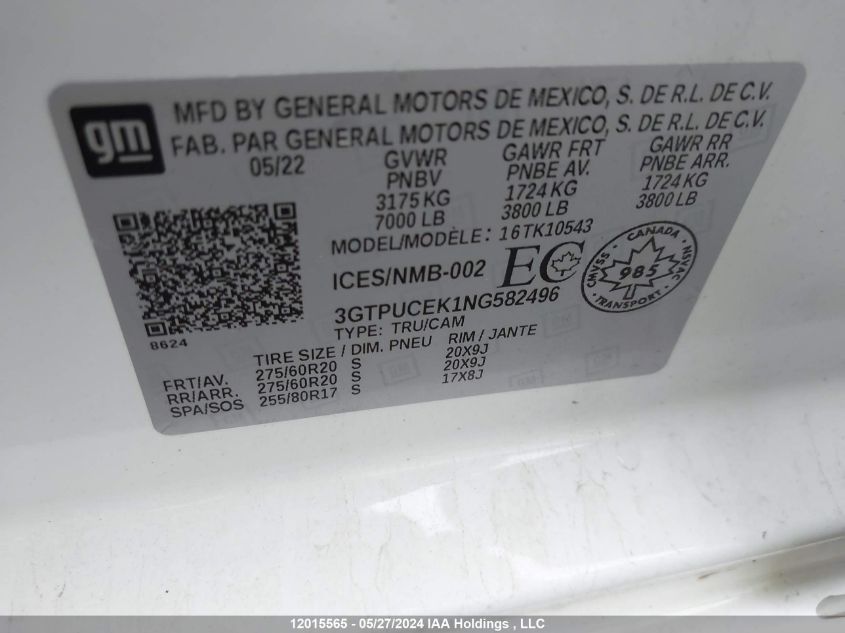 gm
MFD BY GENERAL MOTORS DE MEXICO, S. DE R.L. DE C.V.
FAB. PAR GENERAL MOTORS DE MEXICO, S. DE R.L. DE C.V.
05/22 GVWR GAWR FRT GAWR RR
PNBV PNBE AV. PNBE ARR.
3175 KG 1724 KG 1724 KG
7000 LB 3800 LB 3800 LB
MODEL/MODÈLE: 16TK10543
ICES/NMB-002 EC
CANADA
CMVSS 985 NSVAC
TRANSPORT
3GTPUCEK1NG582496
TYPE: TRU/CAM
8624
TIRE SIZE / DIM. PNEU RIM / JANTE
FRT/AV. 275/60R20 S 20X9J
RR/ARR. 275/60R20 S 20X9J
SPA/SOS 255/80R17 S 17X8J
12015565 - 05/27/2024 IAA Holdings , LLC